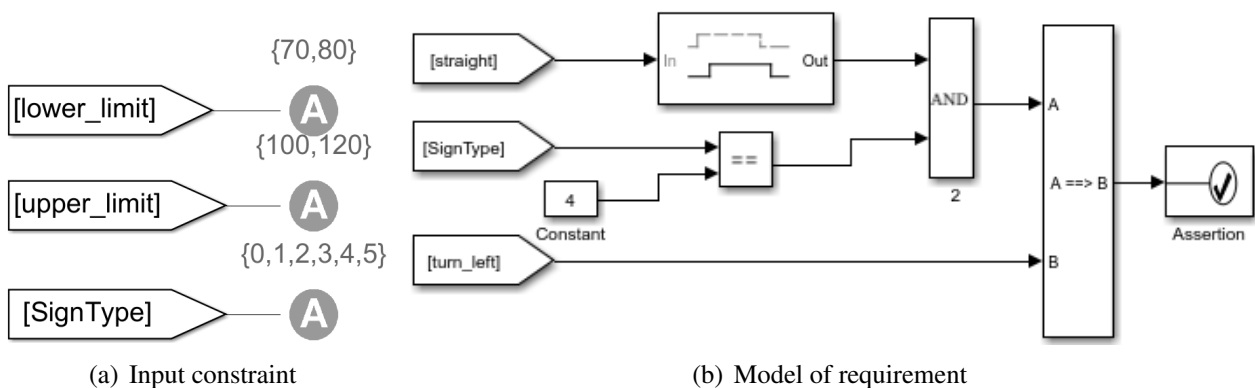 {70,80}
[lower_limit]
A
{100,120}
[upper_limit]
A
{0,1,2,3,4,5}
[SignType]
A
(a) Input constraint
[straight]
In
Out
AND
2
[SignType]
==
4
Constant
[turn_left]
A
A ==> B
B
Assertion
(b) Model of requirement